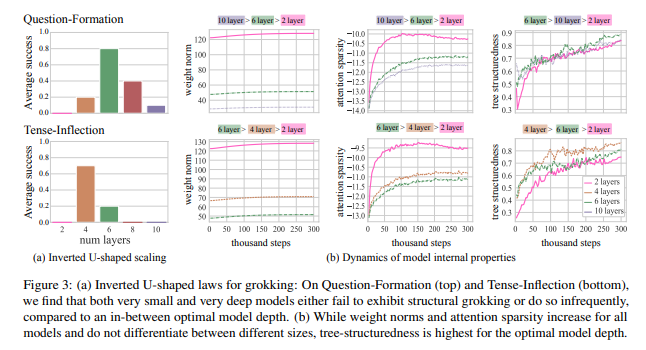 Question-Formation
Average success
1.0
0.8
0.6
0.4
0.2
0.0
10 layer > 6 layer > 2 layer
weight norm
120
100
80
60
40
10 layer > 6 layer > 2 layer
attention sparsity
−10.0
−10.5
−11.0
−11.5
−12.0
−12.5
−13.0
−13.5
−14.0
6 layer > 10 layer > 2 layer
tree structuredness
0.9
0.8
0.7
0.6
0.5
0.4
0.3
Tense-Inflection
Average success
1.0
0.8
0.6
0.4
0.2
0.0
2 4 6 8 10
num layers
6 layer > 4 layer > 2 layer
weight norm
130
120
110
100
90
80
70
60
50
0 50 100 150 200 250 300
thousand steps
6 layer > 4 layer > 2 layer
attention sparsity
−9.5
−10.0
−10.5
−11.0
−11.5
−12.0
−12.5
−13.0
0 50 100 150 200 250 300
thousand steps
4 layer > 6 layer > 2 layer
tree structuredness
0.8
0.7
0.6
0.5
0.4
0.3
2 layers
4 layers
6 layers
10 layers
0 50 100 150 200 250 300
thousand steps
(a) Inverted U-shaped scaling
(b) Dynamics of model internal properties
Figure 3: (a) Inverted U-shaped laws for grokking: On Question-Formation (top) and Tense-Inflection (bottom),
we find that both very small and very deep models either fail to exhibit structural grokking or do so infrequently,
compared to an in-between optimal model depth. (b) While weight norms and attention sparsity increase for all
models and do not differentiate between different sizes, tree-structuredness is highest for the optimal model depth.